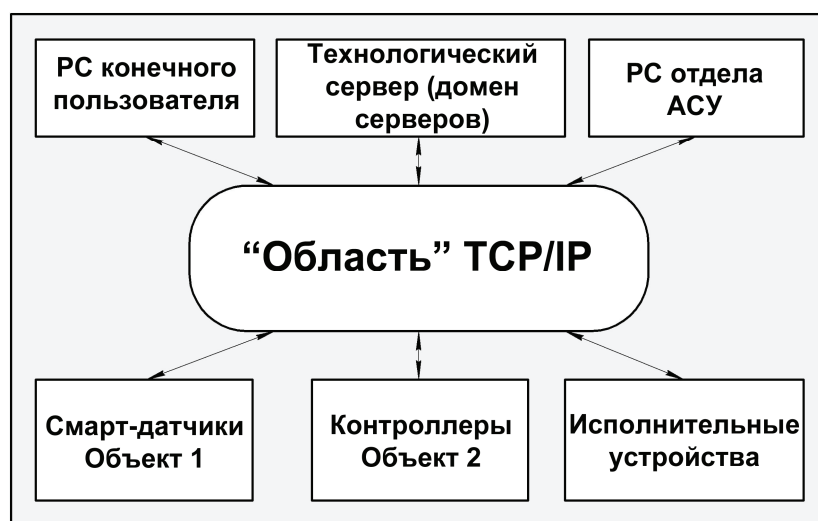 PC конечного
пользователя
Технологический
сервер (домен
серверов)
PC отдела
АСУ
“Область” TCP/IP
Смарт-датчики
Объект 1
Контроллеры
Объект 2
Исполнительные
устройства